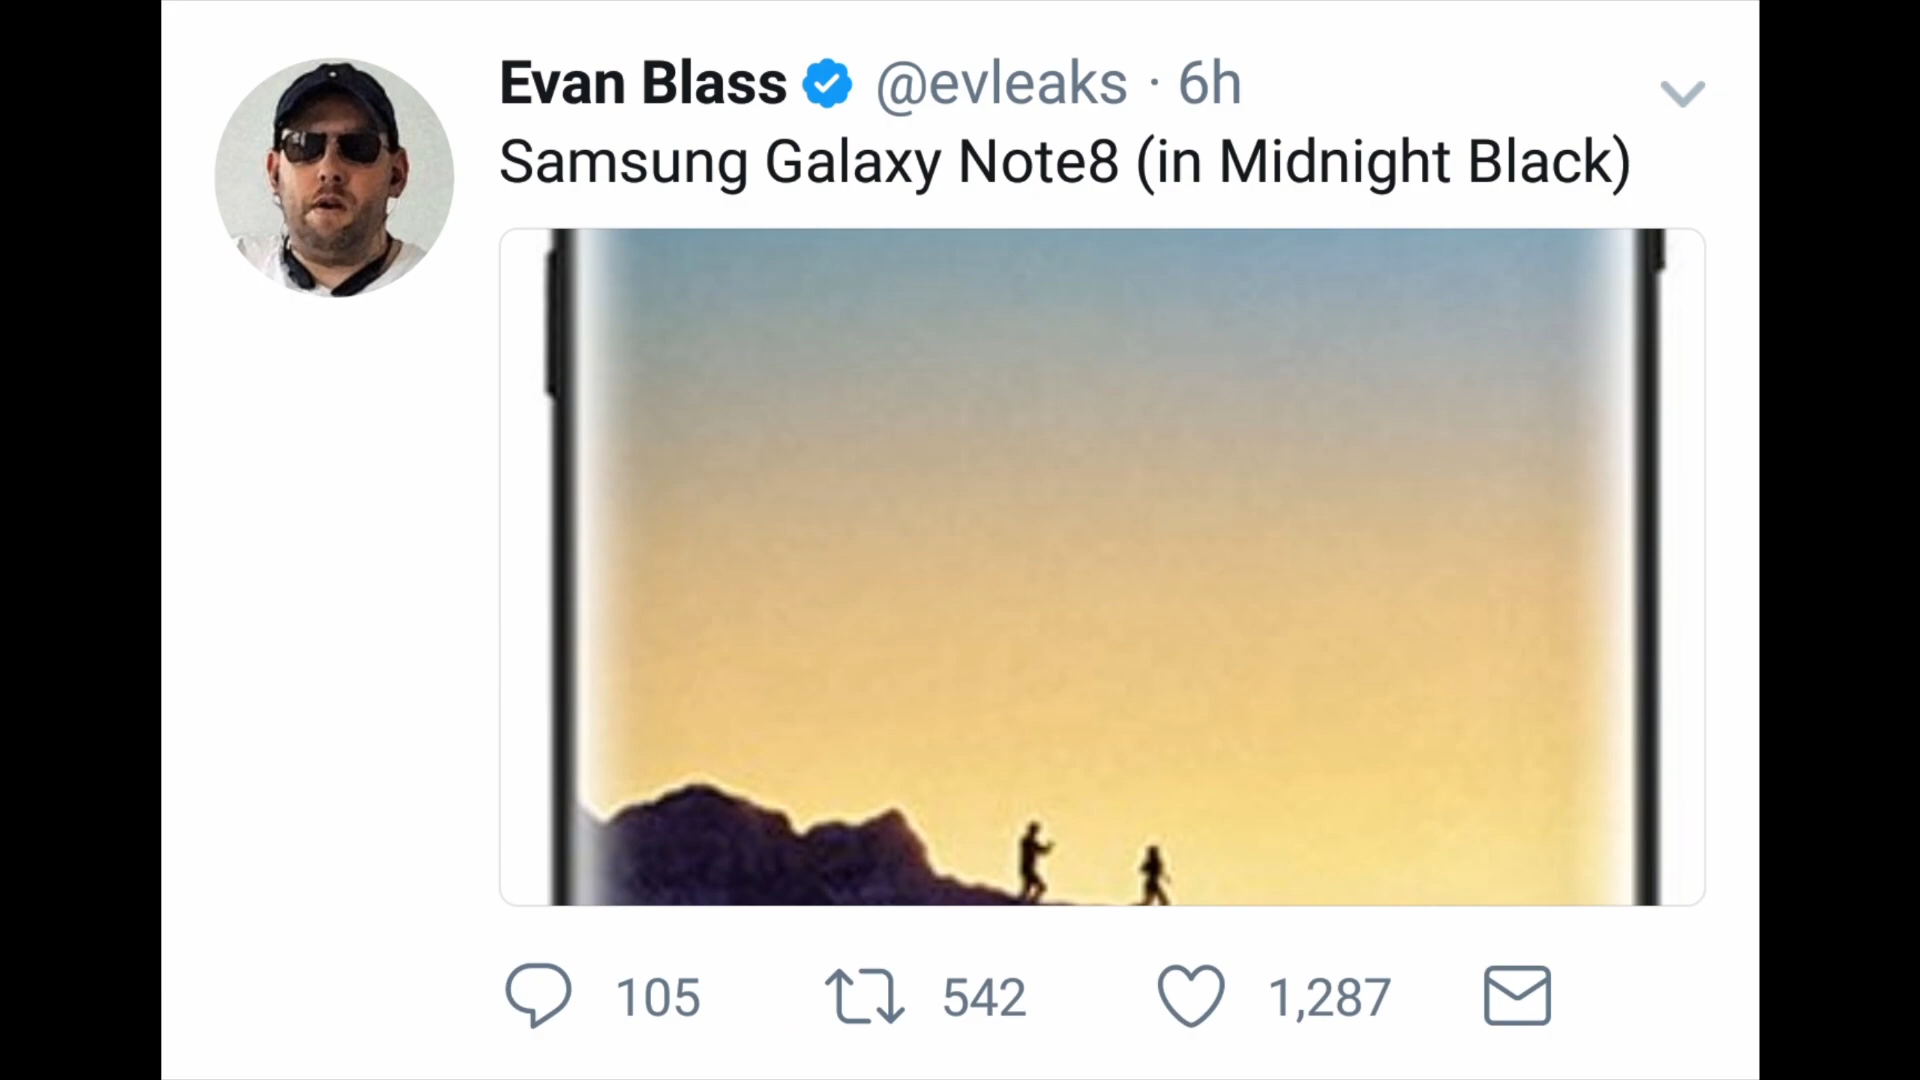 Evan Blass @evleaks · 6h
Samsung Galaxy Note8 (in Midnight Black)
105 542 1,287